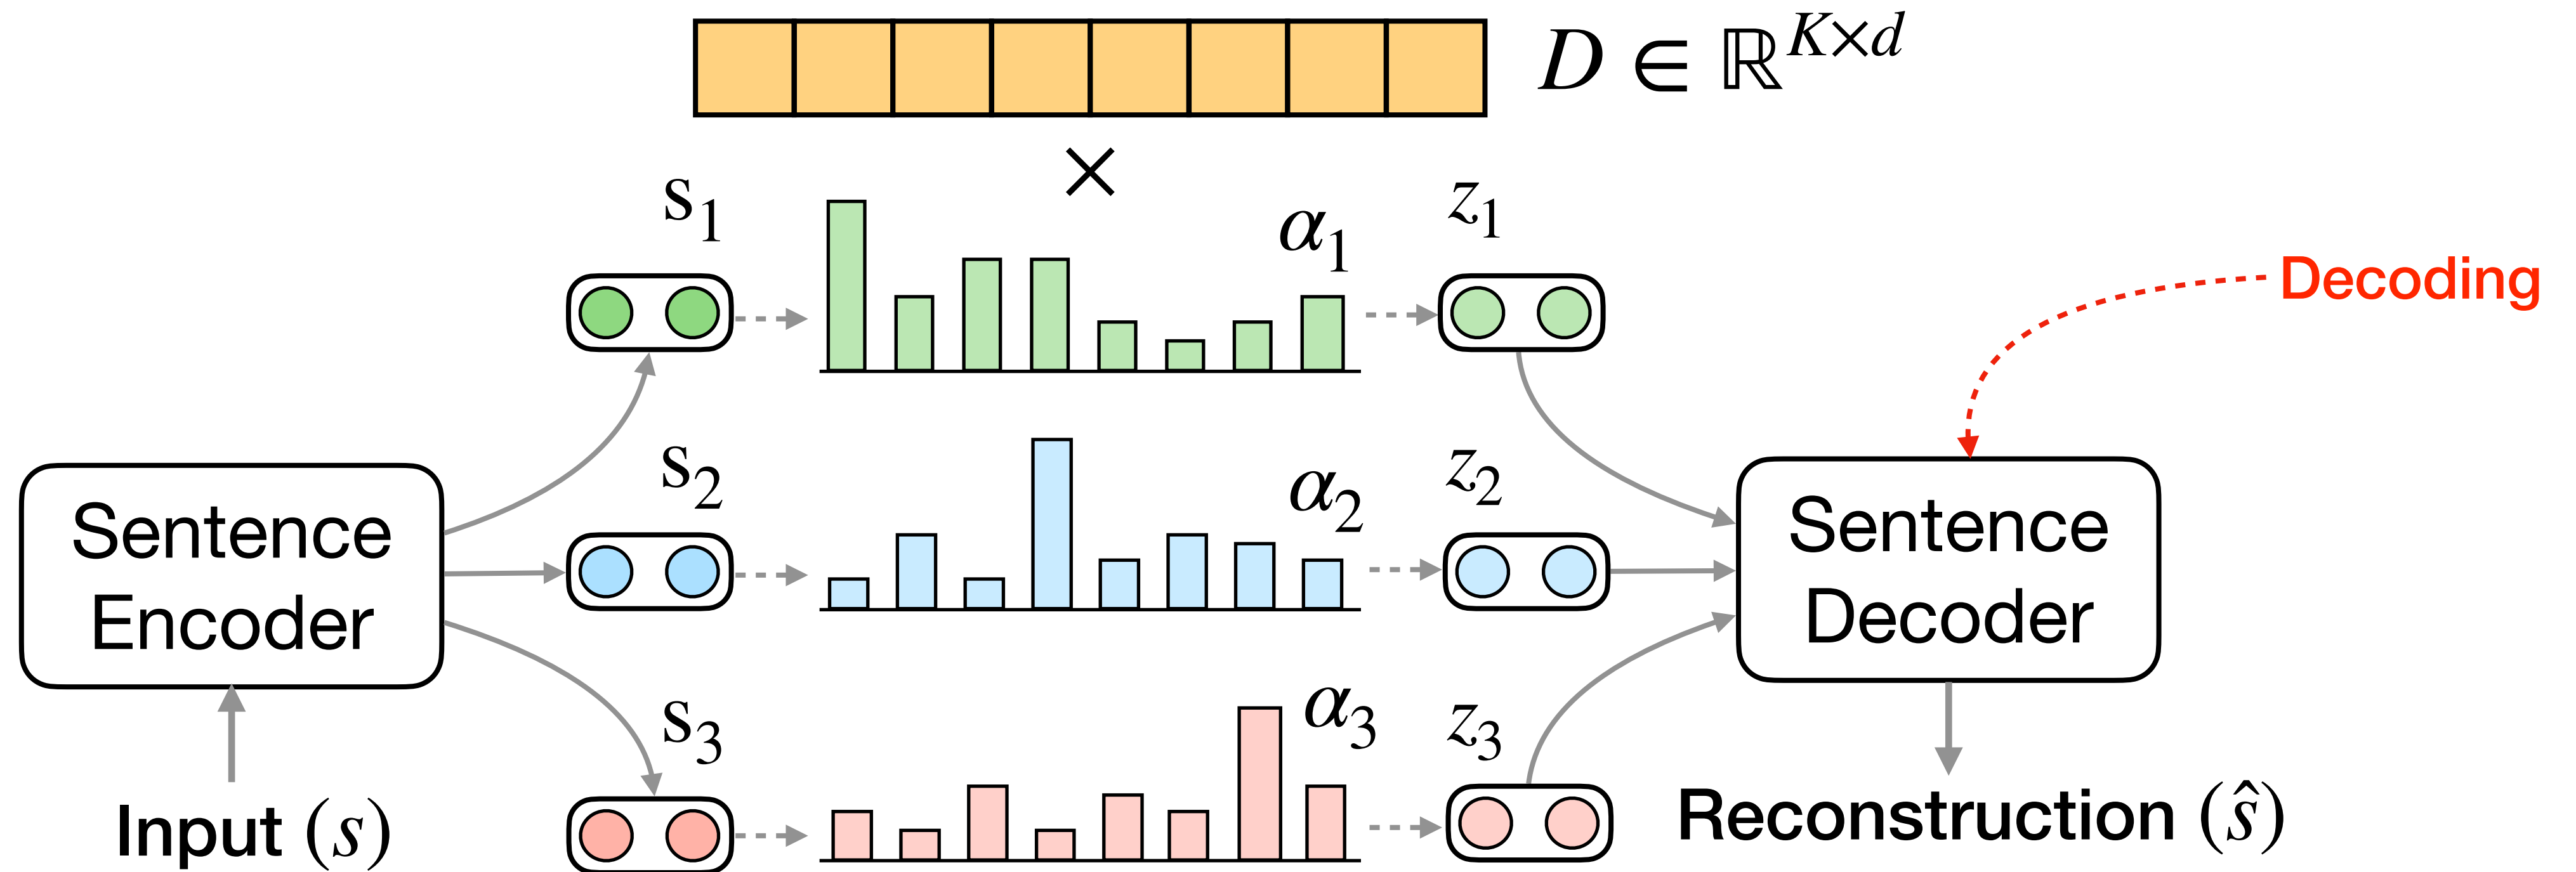 D ∈ ℝ^{K×d}
×
s₁
α₁
z₁
Decoding
s₂
α₂
z₂
Sentence
Encoder
Sentence
Decoder
s₃
α₃
z₃
Input (s)
Reconstruction (ŝ)